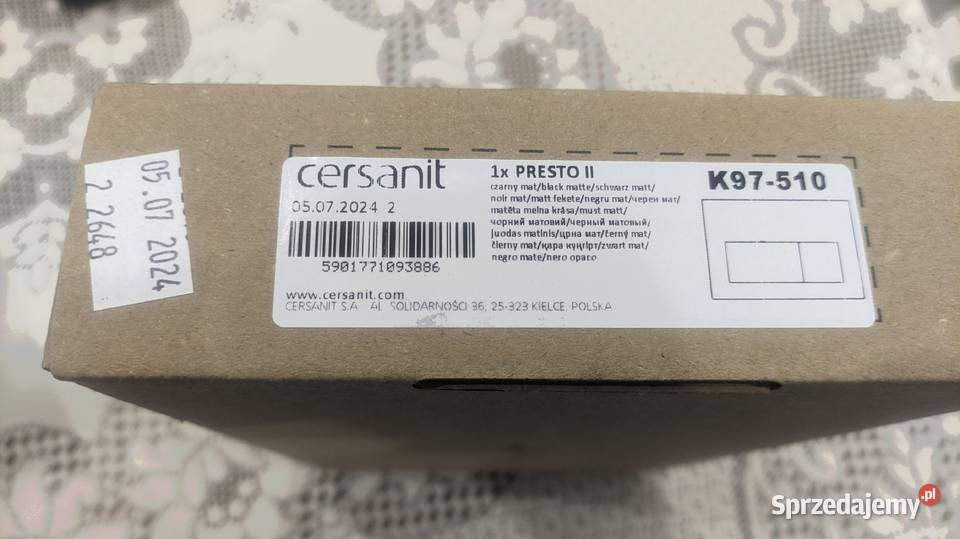 05.07 2024
2 2648
cersanit
05.07.2024 2
5901771093886
www.cersanit.com
CERSANIT S.A. AL. SOLIDARNOŚCI 36, 25-323 KIELCE, POLSKA
1x PRESTO II
czarny mat/black matte/schwarz matt/
noir mat/matt fekete/negru mat/черен мат/
matēta melna krāsa/must matt/
чорний матовий/черный матовый/
juodas matinis/црна мат/černý mat/
čierny mat/қара күңгірт/zwart mat/
negro mate/nero opaco
K97-510
Sprzedajemy.pl